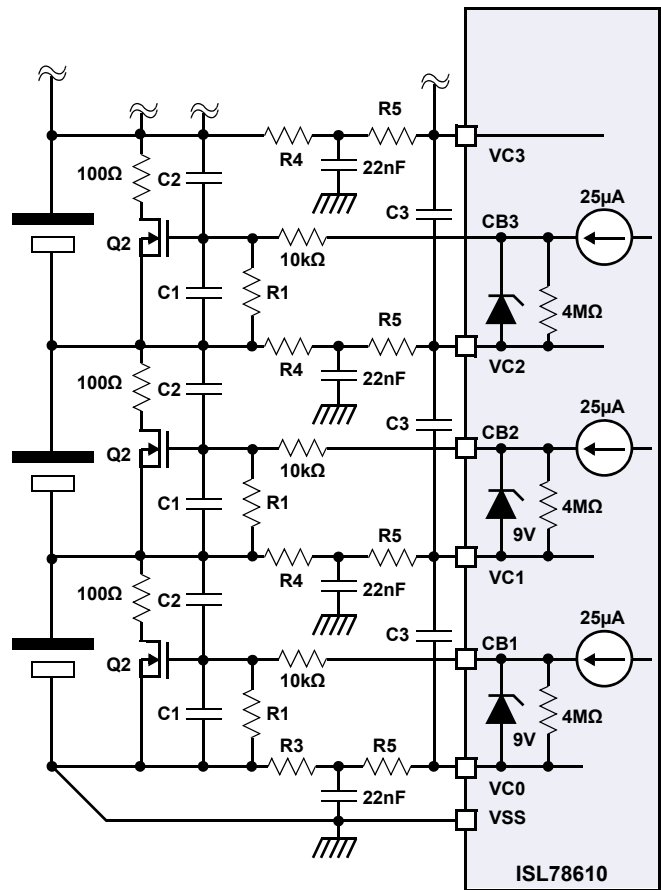 R5
R4
VC3
100Ω
C2
22nF
25µA
C3
CB3
Q2
10kΩ
C1
R1
4MΩ
R5
R4
VC2
100Ω
C2
22nF
25µA
C3
CB2
Q2
10kΩ
C1
R1
4MΩ
9V
R5
R4
VC1
100Ω
C2
22nF
25µA
C3
CB1
Q2
10kΩ
C1
R1
4MΩ
9V
R3
R5
VC0
22nF
VSS
ISL78610